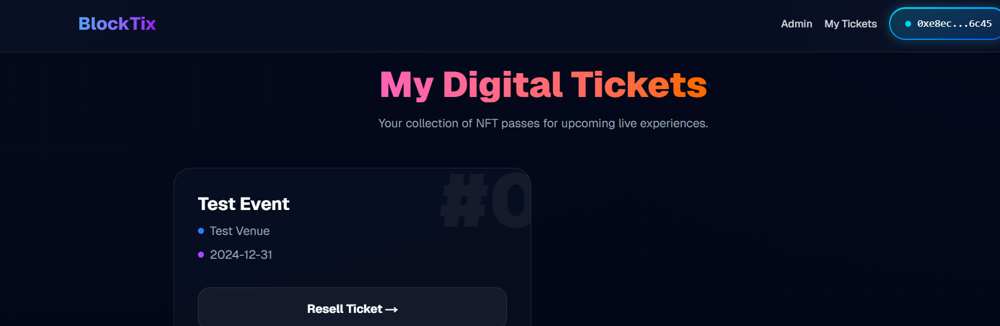 BlockTix
Admin My Tickets 0xe8ec...6c45
My Digital Tickets
Your collection of NFT passes for upcoming live experiences.
#0
Test Event
Test Venue
2024-12-31
Resell Ticket →